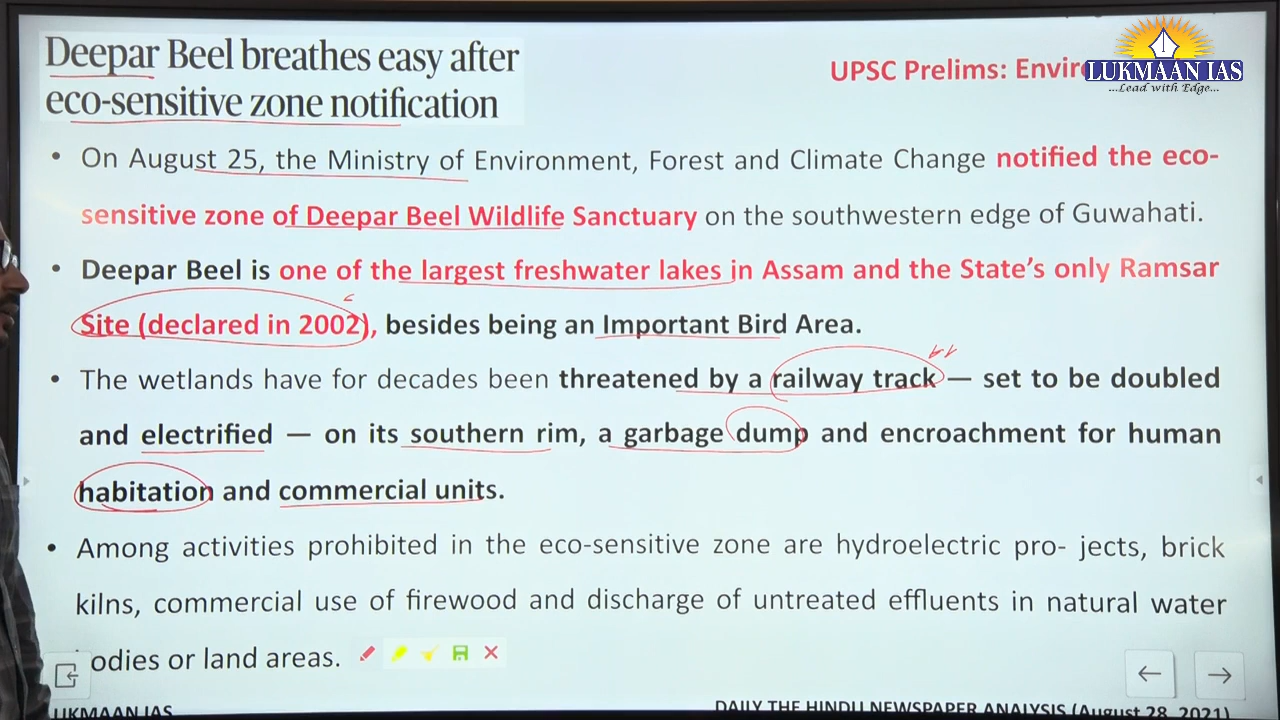 Deepar Beel breathes easy after
eco-sensitive zone notification
UPSC Prelims:
LUKMAAN IAS
...Lead with Edge...
• On August 25, the Ministry of Environment, Forest and Climate Change notified the eco-
sensitive zone of Deepar Beel Wildlife Sanctuary on the southwestern edge of Guwahati.
• Deepar Beel is one of the largest freshwater lakes in Assam and the State's only Ramsar
Site (declared in 2002), besides being an Important Bird Area.
• The wetlands have for decades been threatened by a railway track — set to be doubled
and electrified — on its southern rim, a garbage dump and encroachment for human
habitation and commercial units.
• Among activities prohibited in the eco-sensitive zone are hydroelectric pro- jects, brick
kilns, commercial use of firewood and discharge of untreated effluents in natural water
odies or land areas.
LUKMAAN IAS
DAILY THE HINDU NEWSPAPER ANALYSIS (August 28, 2021)